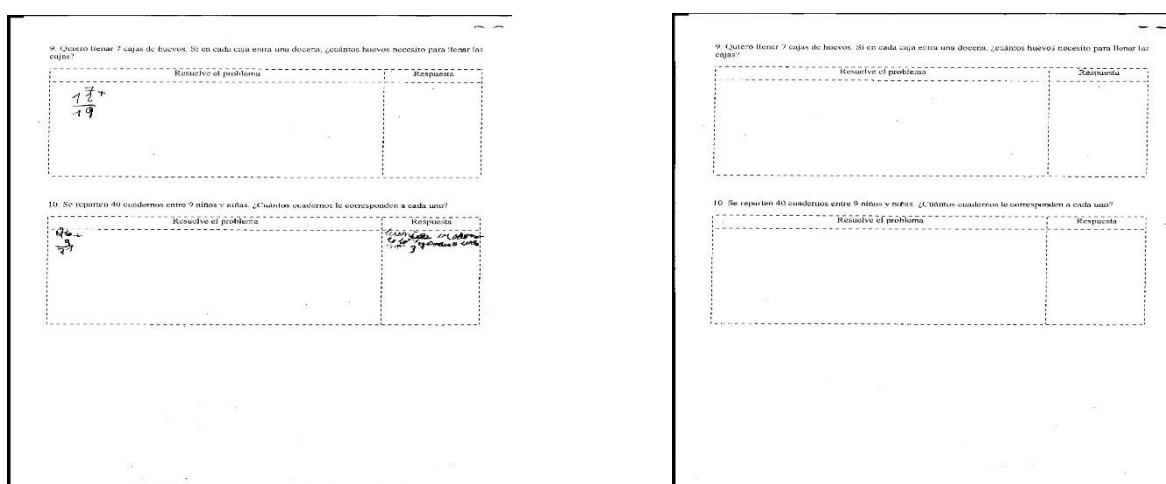 9. Quiero llenar 7 cajas de huevos. Si en cada caja entra una docena, ¿cuántos huevos necesito para llenar las
cajas?
Resuelve el problema Respuesta
7
12 +
19
10. Se reparten 40 cuadernos entre 9 niños y niñas. ¿Cuántos cuadernos le corresponden a cada uno?
Resuelve el problema Respuesta
9
9. Quiero llenar 7 cajas de huevos. Si en cada caja entra una docena, ¿cuántos huevos necesito para llenar las
cajas?
Resuelve el problema Respuesta
10. Se reparten 40 cuadernos entre 9 niños y niñas. ¿Cuántos cuadernos le corresponden a cada uno?
Resuelve el problema Respuesta